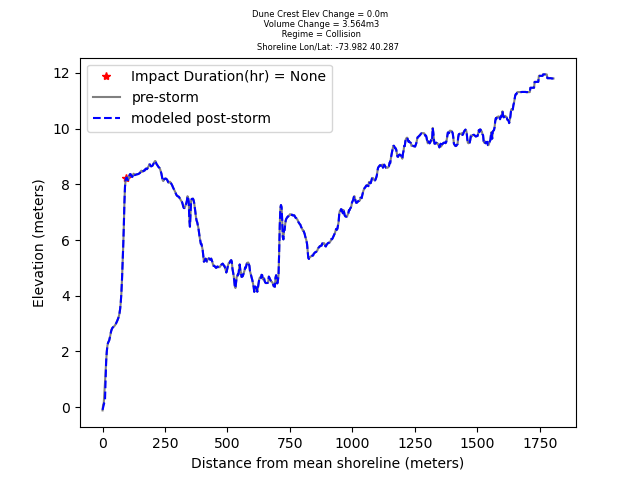 Dune Crest Elev Change = 0.0m
Volume Change = 3.564m3
Regime = Collision
Shoreline Lon/Lat: -73.982 40.287
Impact Duration(hr) = None
pre-storm
modeled post-storm
12
10
8
6
4
2
0
Elevation (meters)
0 250 500 750 1000 1250 1500 1750
Distance from mean shoreline (meters)